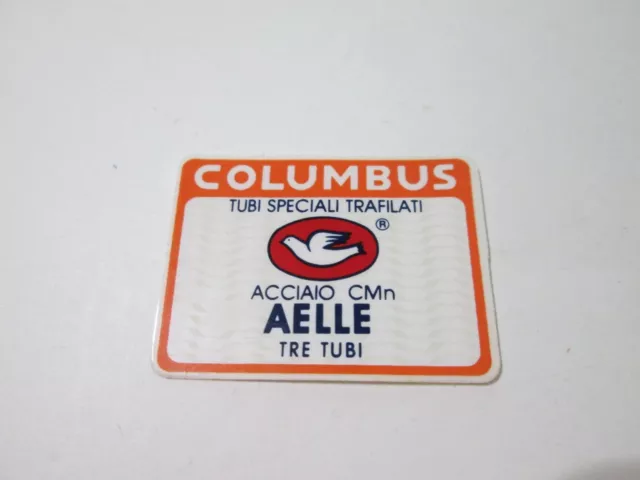 COLUMBUS
TUBI SPECIALI TRAFILATI
®
ACCIAIO CMn
AELLE
TRE TUBI